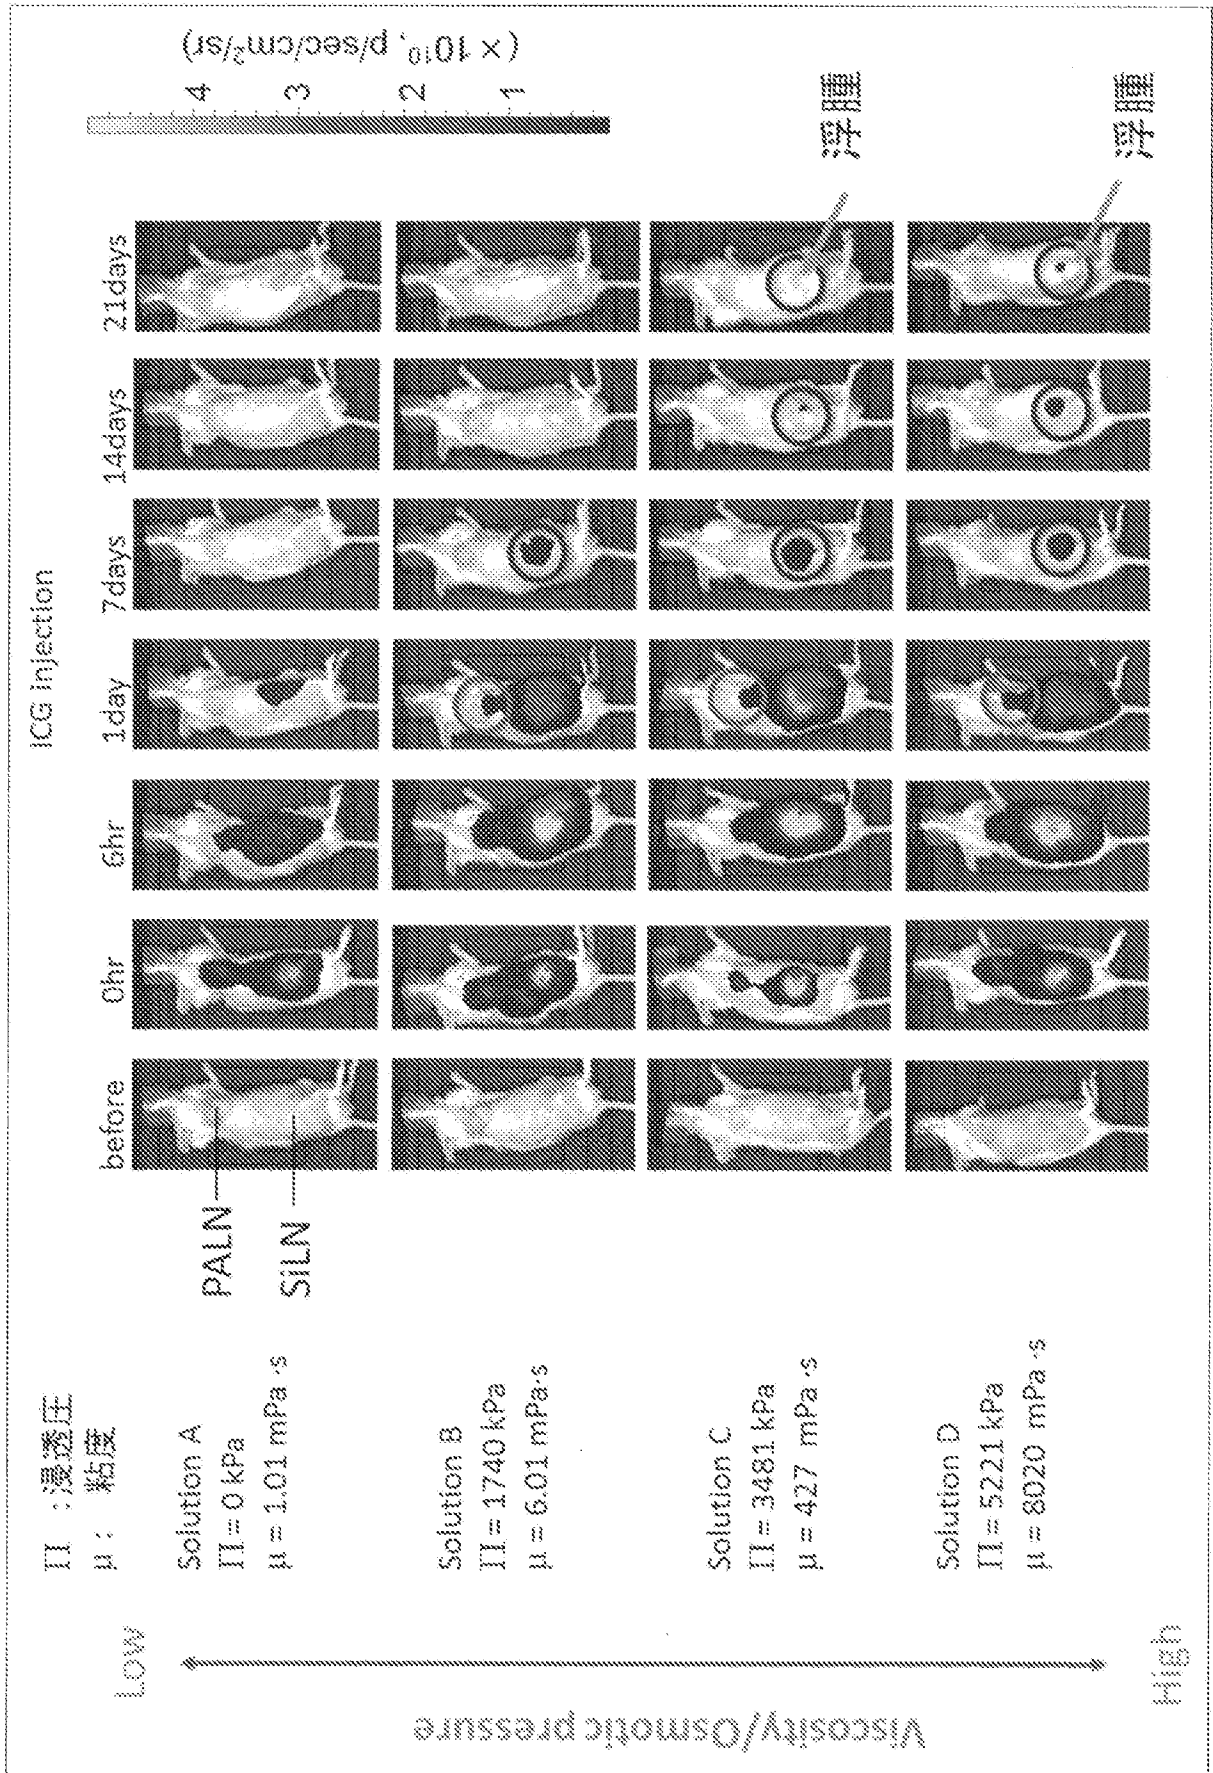 ICG injection
before
0hr
6hr
1day
7days
14days
21days
Π :浸透圧
μ: 粘度
Low
High
Viscosity/Osmotic pressure
Solution A
Π = 0 kPa
μ = 1.01 mPa·s
Solution B
Π = 1740 kPa
μ = 6.01 mPa·s
Solution C
Π = 3481 kPa
μ = 427 mPa·s
Solution D
Π = 5221 kPa
μ = 8020 mPa·s
PALN
SiLN
4
3
2
1
(×10¹⁰, p/sec/cm²/sr)
浮腫
浮腫